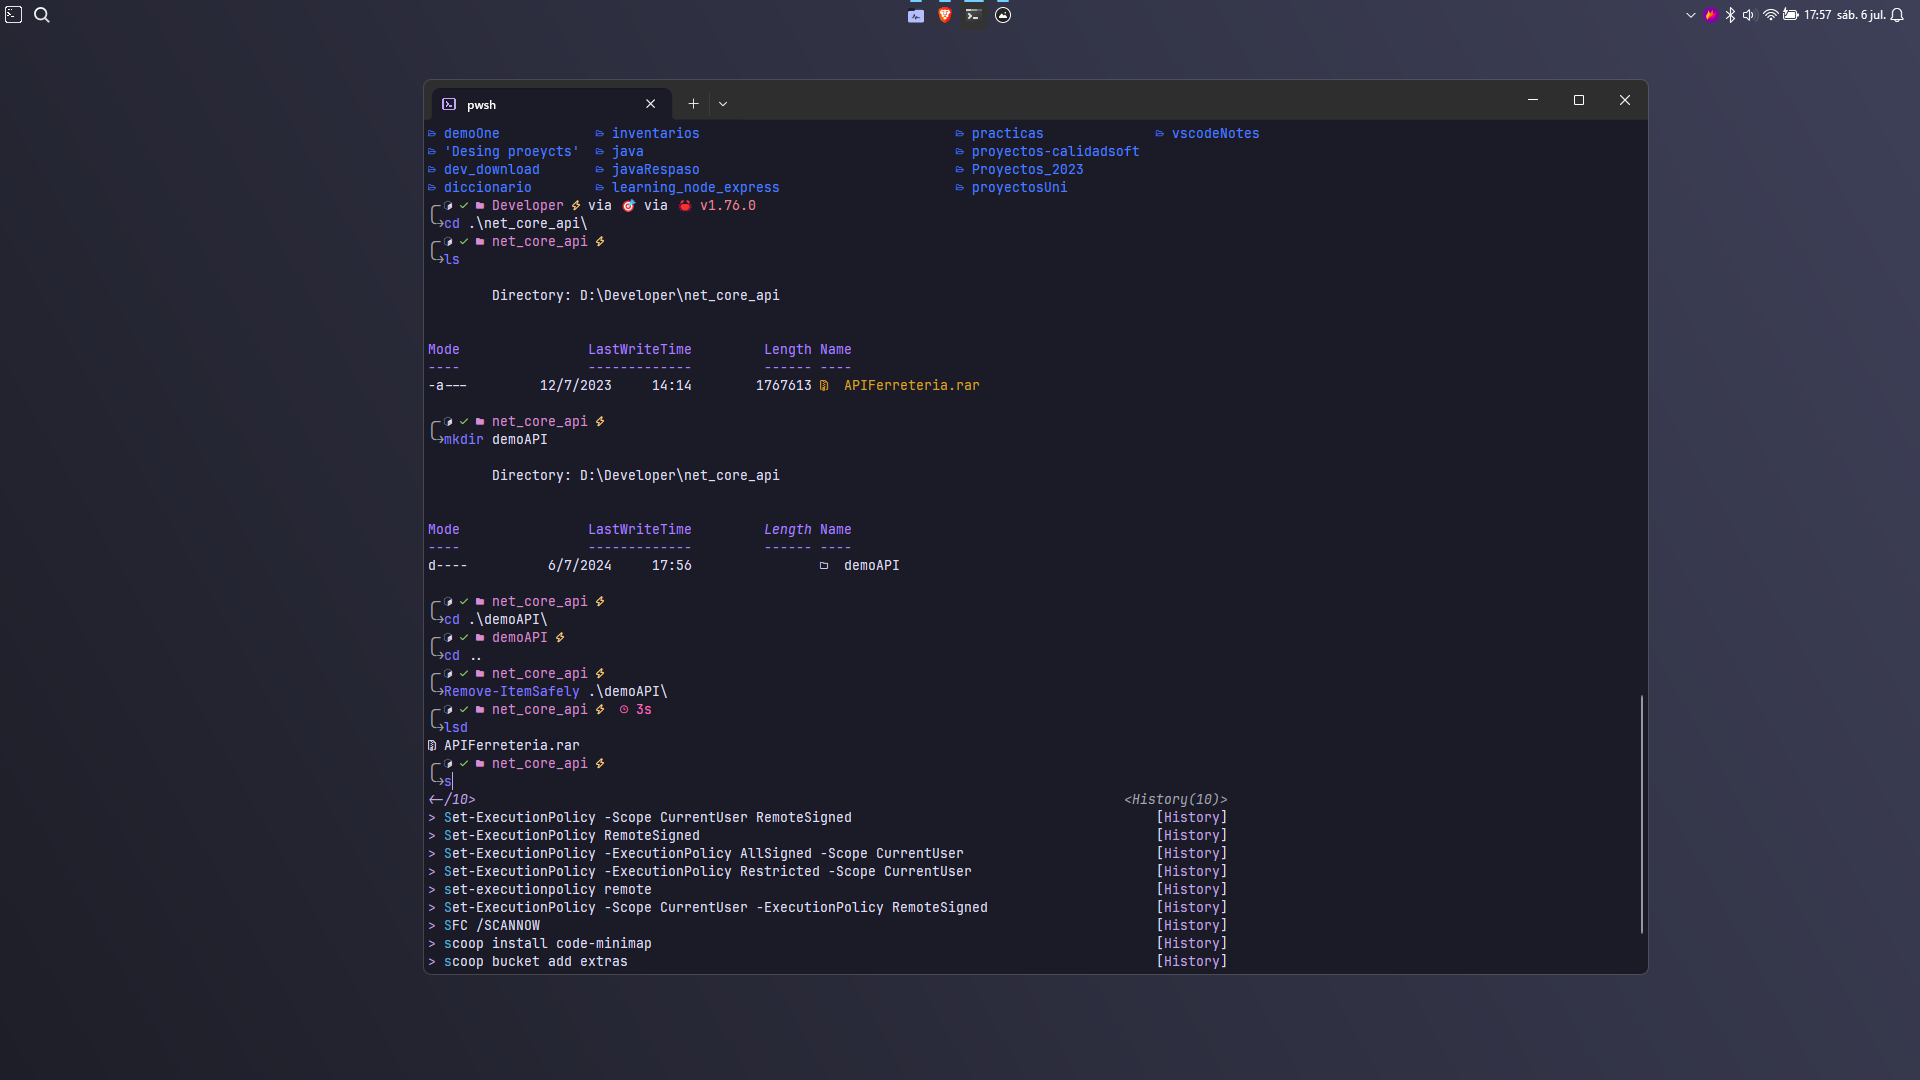 17:57 sáb. 6 jul.
pwsh
demoOne inventarios practicas vscodeNotes
'Desing proeycts' java proyectos-calidadsoft
dev_download javaRespaso Proyectos_2023
diccionario learning_node_express proyectosUni
Developer via via v1.76.0
cd .\net_core_api\
net_core_api
ls
Directory: D:\Developer\net_core_api
Mode LastWriteTime Length Name
---- ------------- ------ ----
-a--- 12/7/2023 14:14 1767613 APIFerreteria.rar
net_core_api
mkdir demoAPI
Directory: D:\Developer\net_core_api
Mode LastWriteTime Length Name
---- ------------- ------ ----
d---- 6/7/2024 17:56 demoAPI
net_core_api
cd .\demoAPI\
demoAPI
cd ..
net_core_api
Remove-ItemSafely .\demoAPI\
net_core_api 3s
lsd
APIFerreteria.rar
net_core_api
s
<-/10> <History(10)>
> Set-ExecutionPolicy -Scope CurrentUser RemoteSigned [History]
> Set-ExecutionPolicy RemoteSigned [History]
> Set-ExecutionPolicy -ExecutionPolicy AllSigned -Scope CurrentUser [History]
> Set-ExecutionPolicy -ExecutionPolicy Restricted -Scope CurrentUser [History]
> set-executionpolicy remote [History]
> Set-ExecutionPolicy -Scope CurrentUser -ExecutionPolicy RemoteSigned [History]
> SFC /SCANNOW [History]
> scoop install code-minimap [History]
> scoop bucket add extras [History]